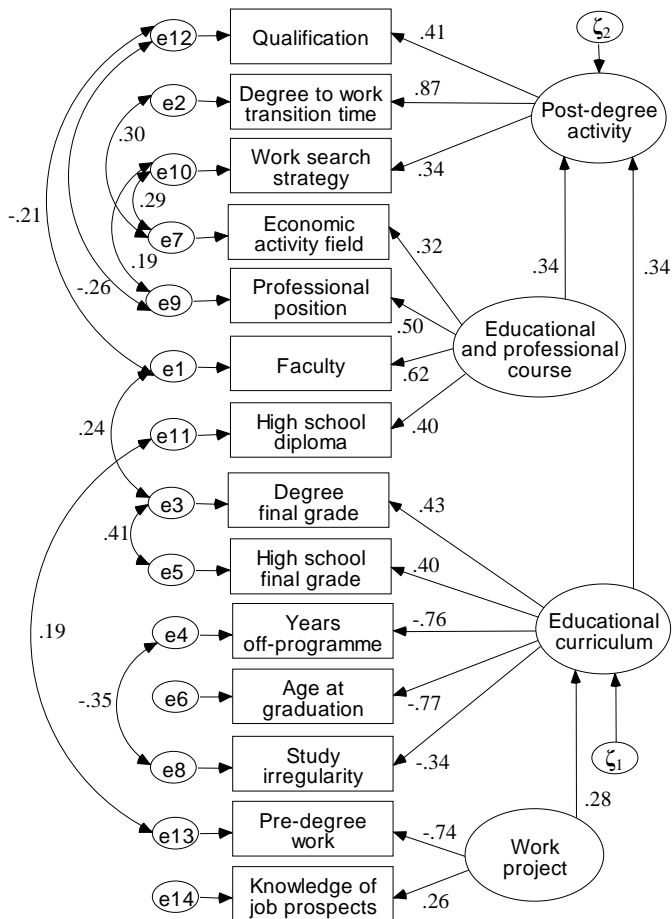 e12
Qualification
.41
ζ2
e2
Degree to work
transition time
.87
Post-degree
activity
.30
e10
Work search
strategy
.34
.29
-.21
e7
Economic
activity field
.32
.19
.34
.34
-.26
e9
Professional
position
.50
Educational
and professional
course
e1
Faculty
.62
.24
e11
High school
diploma
.40
e3
Degree
final grade
.43
.41
e5
High school
final grade
.40
.19
e4
Years
off-programme
-.76
Educational
curriculum
-.35
e6
Age at
graduation
-.77
e8
Study
irregularity
-.34
ζ1
.28
e13
Pre-degree
work
-.74
Work
project
e14
Knowledge of
job prospects
.26